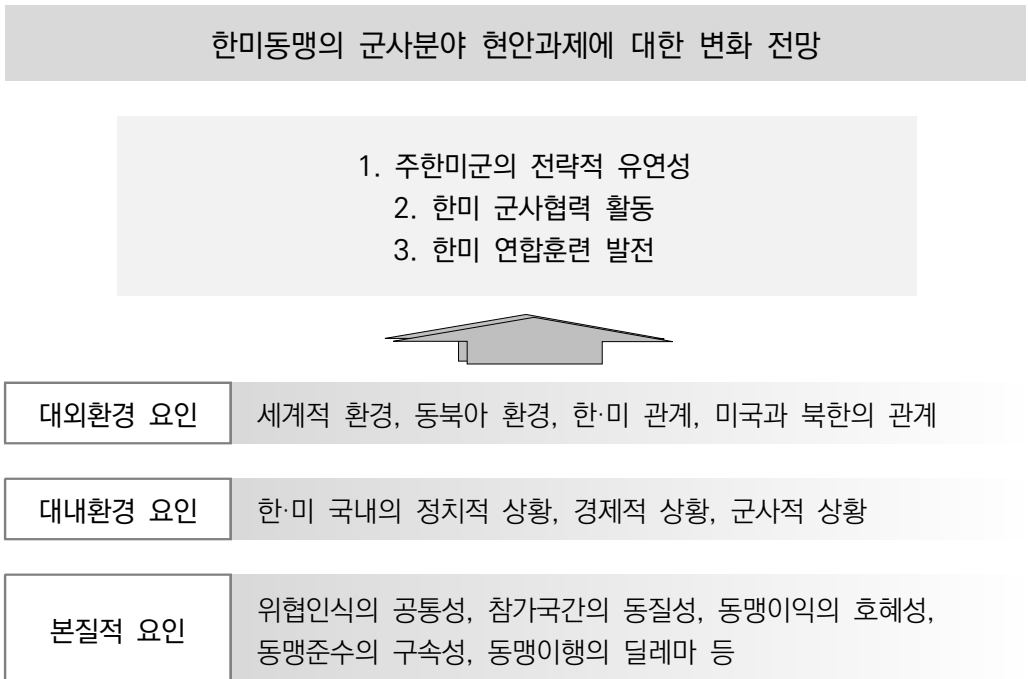 한미동맹의 군사분야 현안과제에 대한 변화 전망
1. 주한미군의 전략적 유연성
2. 한미 군사협력 활동
3. 한미 연합훈련 발전
대외환경 요인
세계적 환경, 동북아 환경, 한·미 관계, 미국과 북한의 관계
대내환경 요인
한·미 국내의 정치적 상황, 경제적 상황, 군사적 상황
본질적 요인
위협인식의 공통성, 참가국간의 동질성, 동맹이익의 호혜성,
동맹준수의 구속성, 동맹이행의 딜레마 등